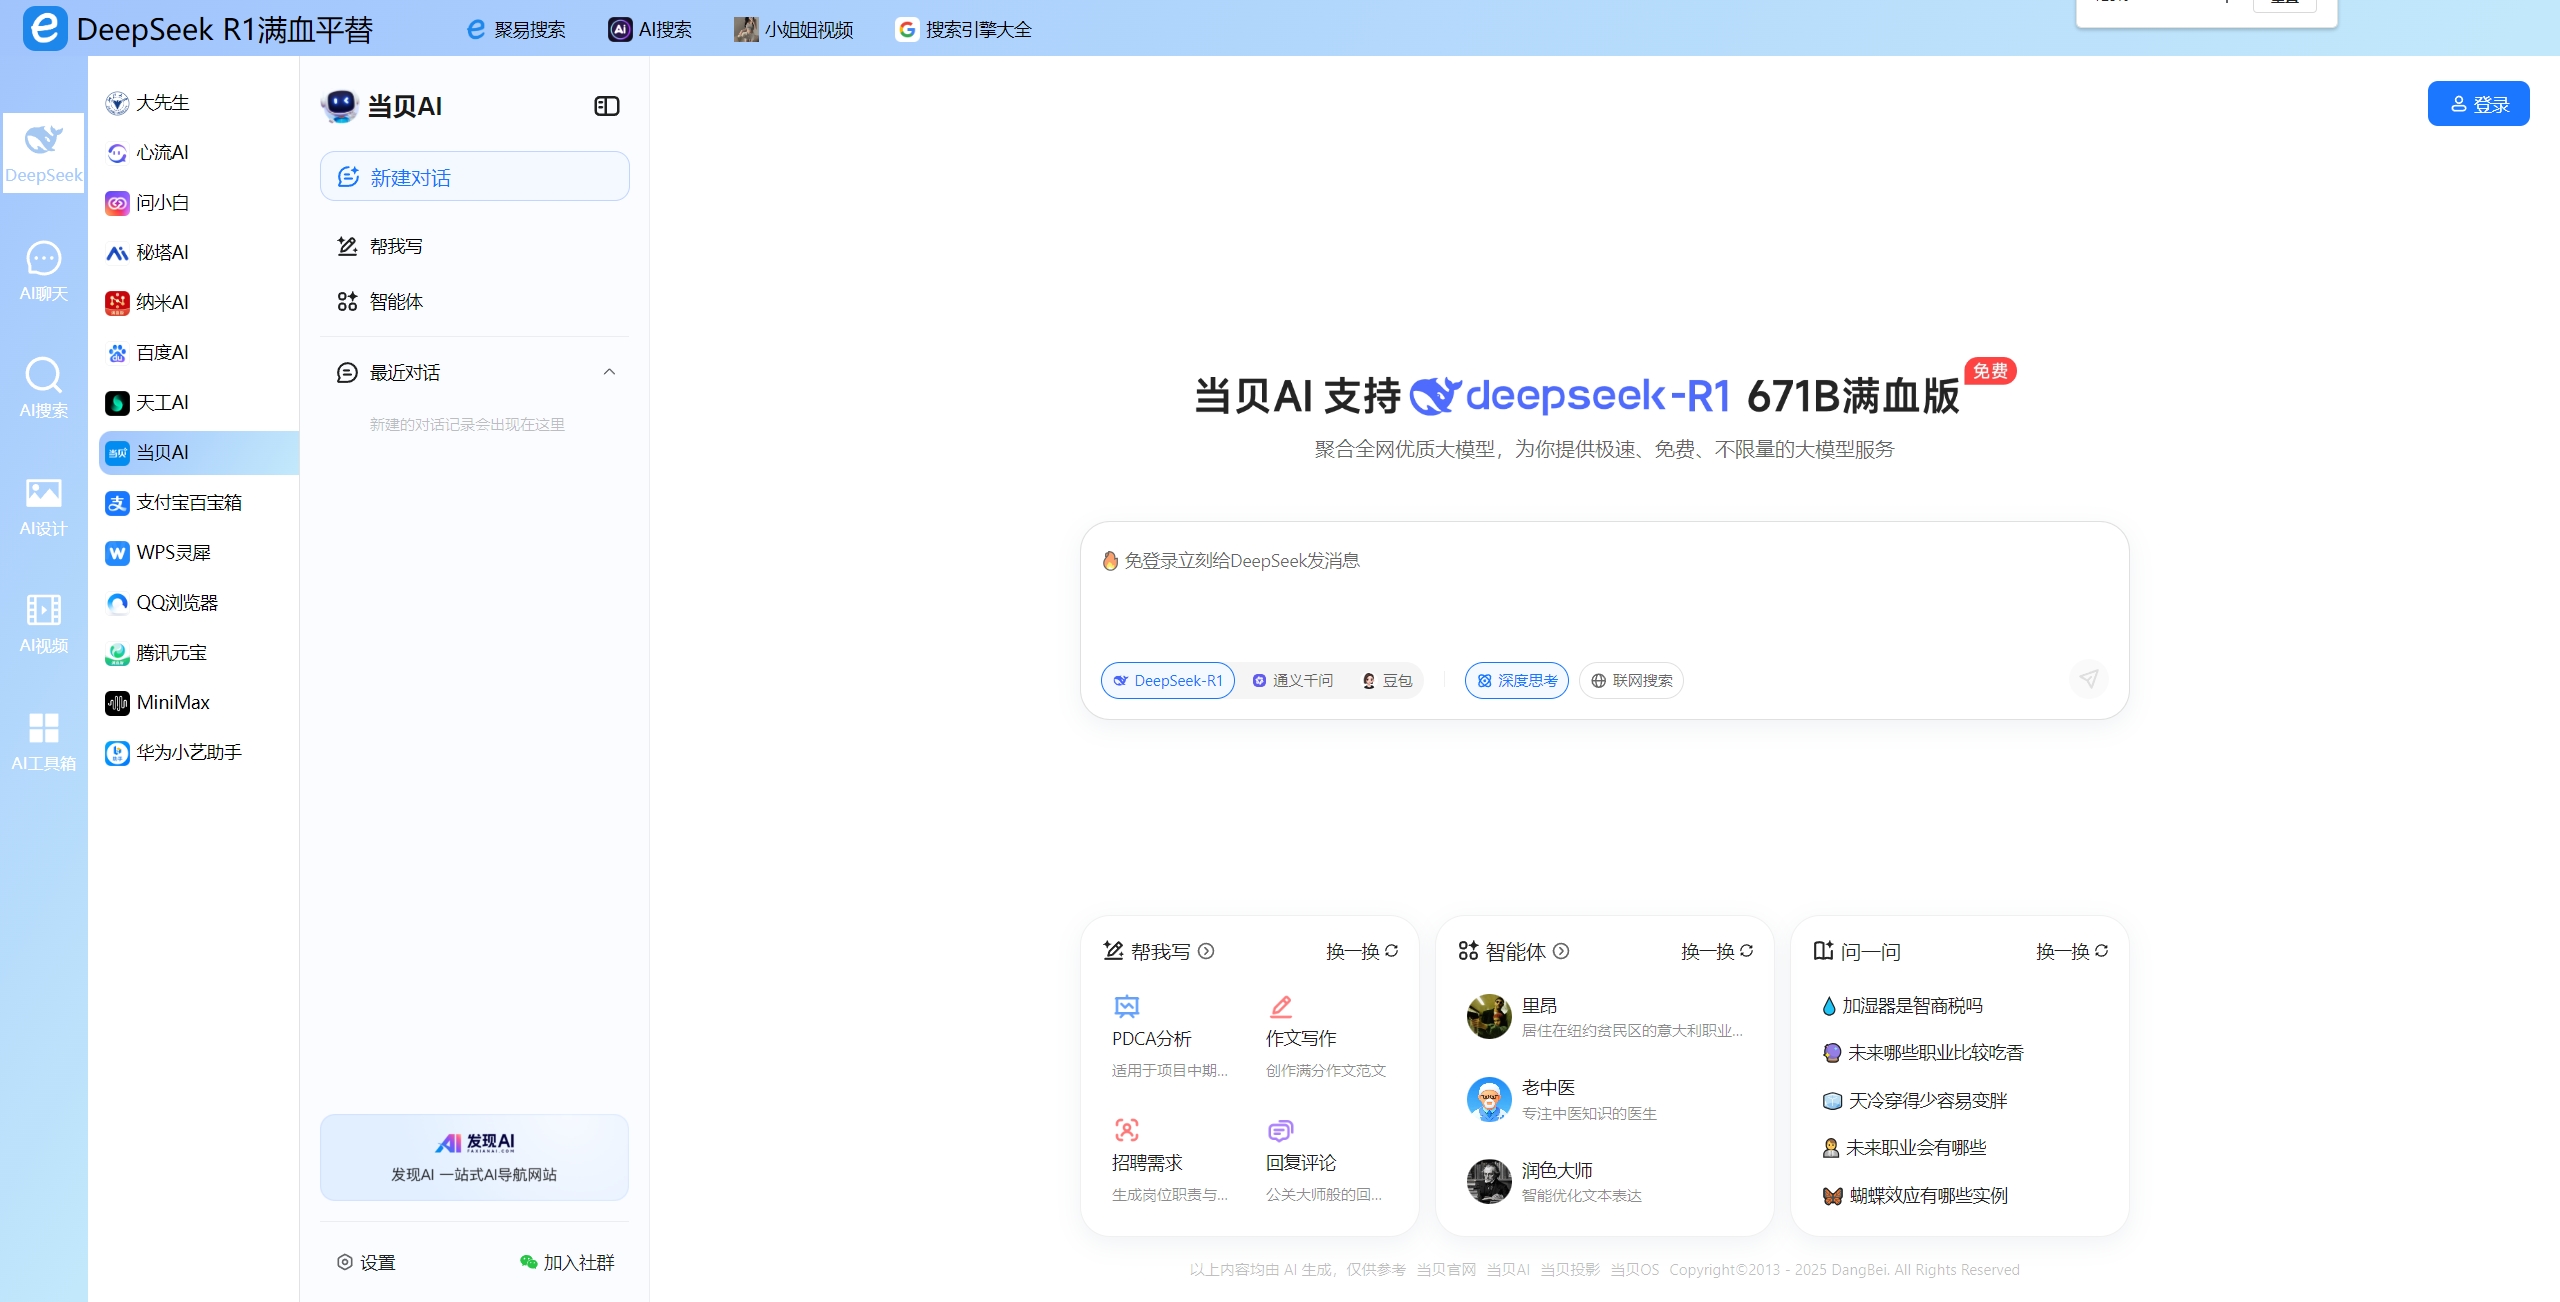 DeepSeek R1满血平替
聚易搜索
AI搜索
小姐姐视频
搜索引擎大全
DeepSeek
AI聊天
AI搜索
AI设计
AI视频
AI工具箱
大先生
心流AI
问小白
秘塔AI
纳米AI
百度AI
天工AI
当贝AI
支付宝百宝箱
WPS灵犀
QQ浏览器
腾讯元宝
MiniMax
华为小艺助手
当贝AI
新建对话
帮我写
智能体
最近对话
新建的对话记录会出现在这里
发现AI
FAXIANAI.COM
发现AI 一站式AI导航网站
设置
加入社群
登录
当贝AI 支持 deepseek-R1 671B满血版 免费
聚合全网优质大模型，为你提供极速、免费、不限量的大模型服务
免登录立刻给DeepSeek发消息
DeepSeek-R1 通义千问 豆包 深度思考 联网搜索
帮我写 换一换
PDCA分析
适用于项目中期...
作文写作
创作满分作文范文
招聘需求
生成岗位职责与...
回复评论
公关大师般的回...
智能体 换一换
里昂
居住在纽约贫民区的意大利职业...
老中医
专注中医知识的医生
润色大师
智能优化文本表达
问一问 换一换
加湿器是智商税吗
未来哪些职业比较吃香
天冷穿得少容易变胖
未来职业会有哪些
蝴蝶效应有哪些实例
以上内容均由 AI 生成，仅供参考 当贝官网 当贝AI 当贝投影 当贝OS Copyright©2013 - 2025 DangBei. All Rights Reserved